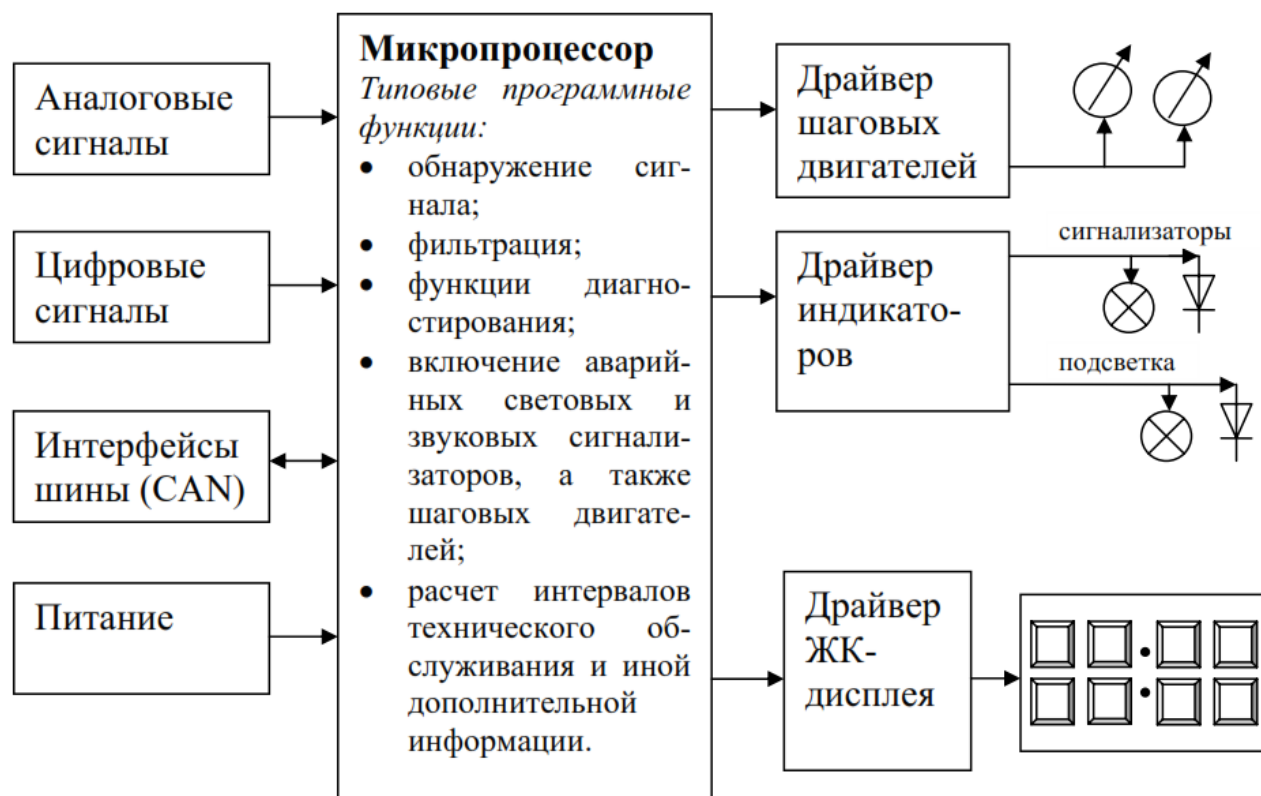 Аналоговые
сигналы
Цифровые
сигналы
Интерфейсы
шины (CAN)
Питание
Микропроцессор
Типовые программные
функции:
• обнаружение сиг-
нала;
• фильтрация;
• функции диагно-
стирования;
• включение аварий-
ных световых и
звуковых сигнали-
заторов, а также
шаговых двигате-
лей;
• расчет интервалов
технического об-
служивания и иной
дополнительной
информации.
Драйвер
шаговых
двигателей
Драйвер
индикато-
ров
сигнализаторы
подсветка
Драйвер
ЖК-
дисплея